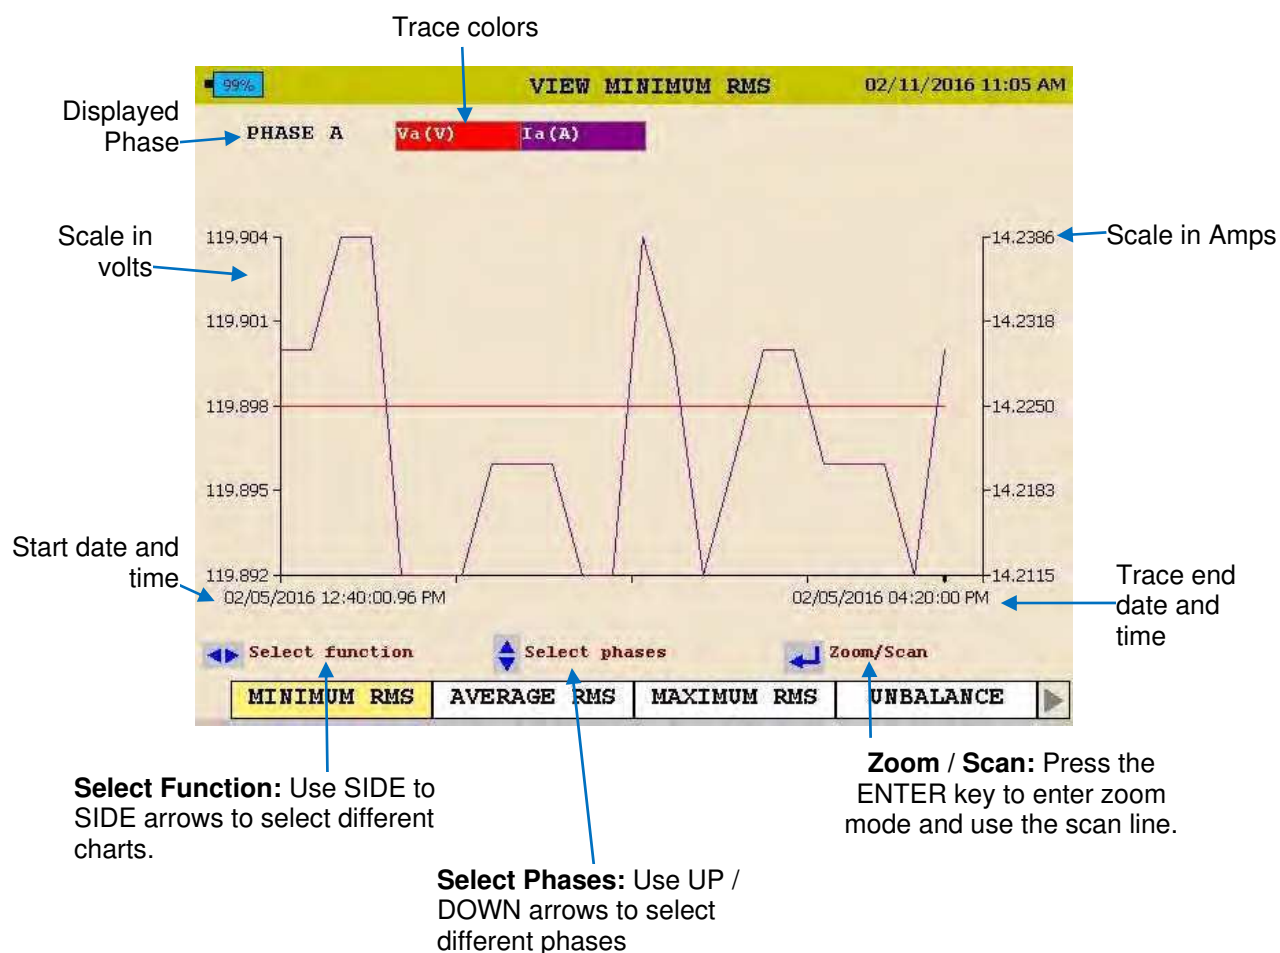 Trace colors
99%
VIEW MINIMUM RMS
02/11/2016 11:05 AM
Displayed
Phase
PHASE A
Va(V)
Ia(A)
Scale in
volts
Scale in Amps
119.904
119.901
119.898
119.895
119.892
14.2386
14.2318
14.2250
14.2183
14.2115
Start date and
time
02/05/2016 12:40:00.96 PM
02/05/2016 04:20:00 PM
Trace end
date and
time
Select function
Select phases
Zoom/Scan
MINIMUM RMS
AVERAGE RMS
MAXIMUM RMS
UNBALANCE
Select Function: Use SIDE to
SIDE arrows to select different
charts.
Zoom / Scan: Press the
ENTER key to enter zoom
mode and use the scan line.
Select Phases: Use UP /
DOWN arrows to select
different phases